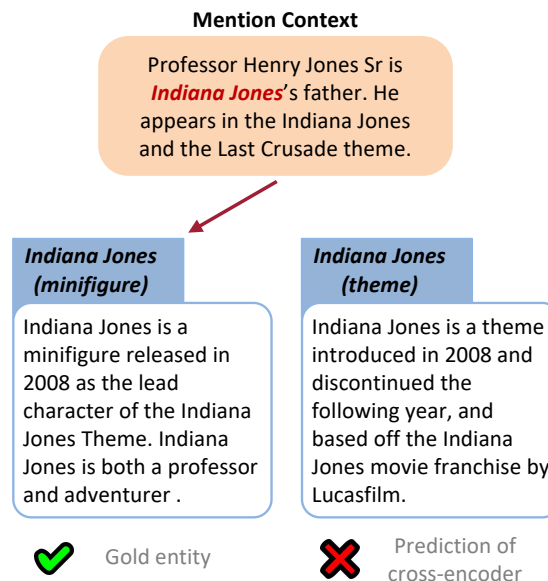 Mention Context
Professor Henry Jones Sr is
Indiana Jones's father. He
appears in the Indiana Jones
and the Last Crusade theme.
Indiana Jones
(minifigure)
Indiana Jones is a
minifigure released in
2008 as the lead
character of the Indiana
Jones Theme. Indiana
Jones is both a professor
and adventurer .
Gold entity
Indiana Jones
(theme)
Indiana Jones is a theme
introduced in 2008 and
discontinued the
following year, and
based off the Indiana
Jones movie franchise by
Lucasfilm.
Prediction of
cross-encoder